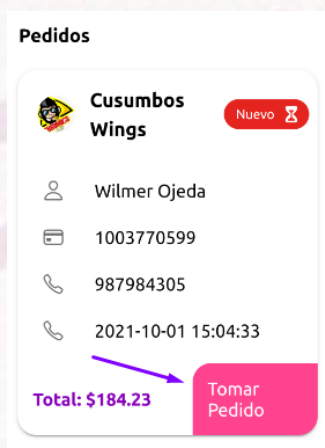 Pedidos
Cusumbos
Wings
Nuevo
Wilmer Ojeda
1003770599
987984305
2021-10-01 15:04:33
Total: $184.23
Tomar
Pedido